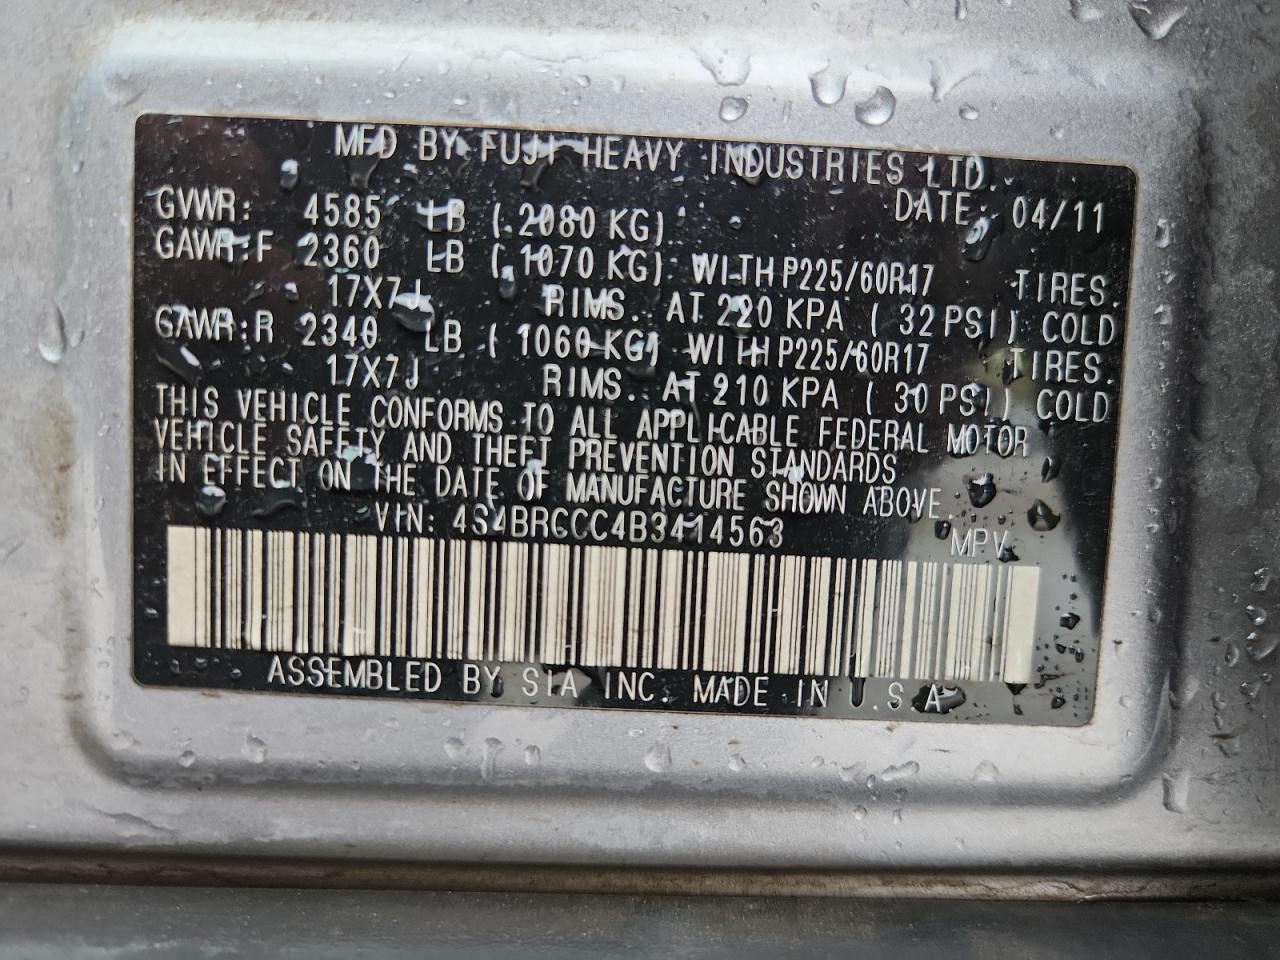 MFD BY FUJI HEAVY INDUSTRIES LTD.
DATE: 04/11
GVWR: 4585 LB ( 2080 KG)
GAWR:F 2360 LB ( 1070 KG) WITH P225/60R17 TIRES.
17X7J RIMS. AT 220 KPA ( 32 PSI) COLD
GAWR:R 2340 LB ( 1060 KG) WITH P225/60R17 TIRES.
17X7J RIMS. AT 210 KPA ( 30 PSI) COLD
THIS VEHICLE CONFORMS TO ALL APPLICABLE FEDERAL MOTOR
VEHICLE SAFETY AND THEFT PREVENTION STANDARDS
IN EFFECT ON THE DATE OF MANUFACTURE SHOWN ABOVE.
VIN: 4S4BRCCC4B3414563
MPV
ASSEMBLED BY SIA INC. MADE IN U.S.A